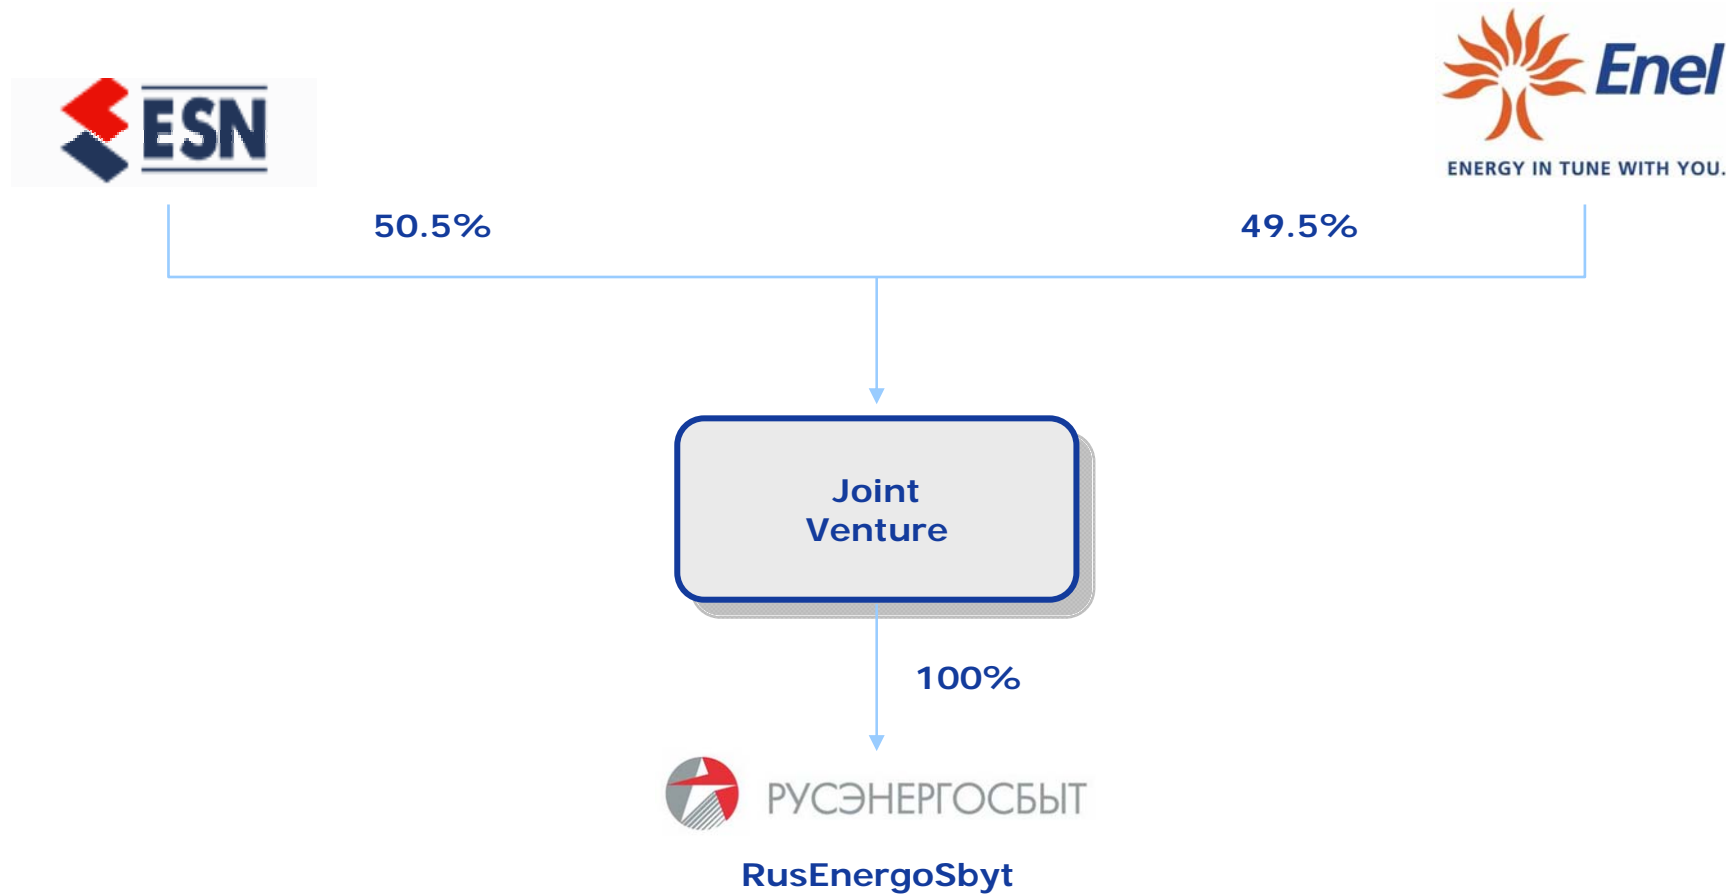 ESN
Enel
ENERGY IN TUNE WITH YOU.
50.5%
49.5%
Joint
Venture
100%
РУСЭНЕРГОСБЫТ
RusEnergoSbyt